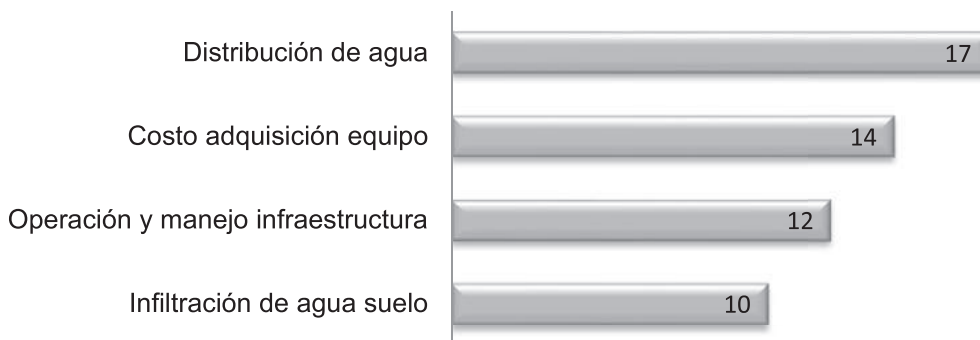 Distribución de agua 17
Costo adquisición equipo 14
Operación y manejo infraestructura 12
Infiltración de agua suelo 10